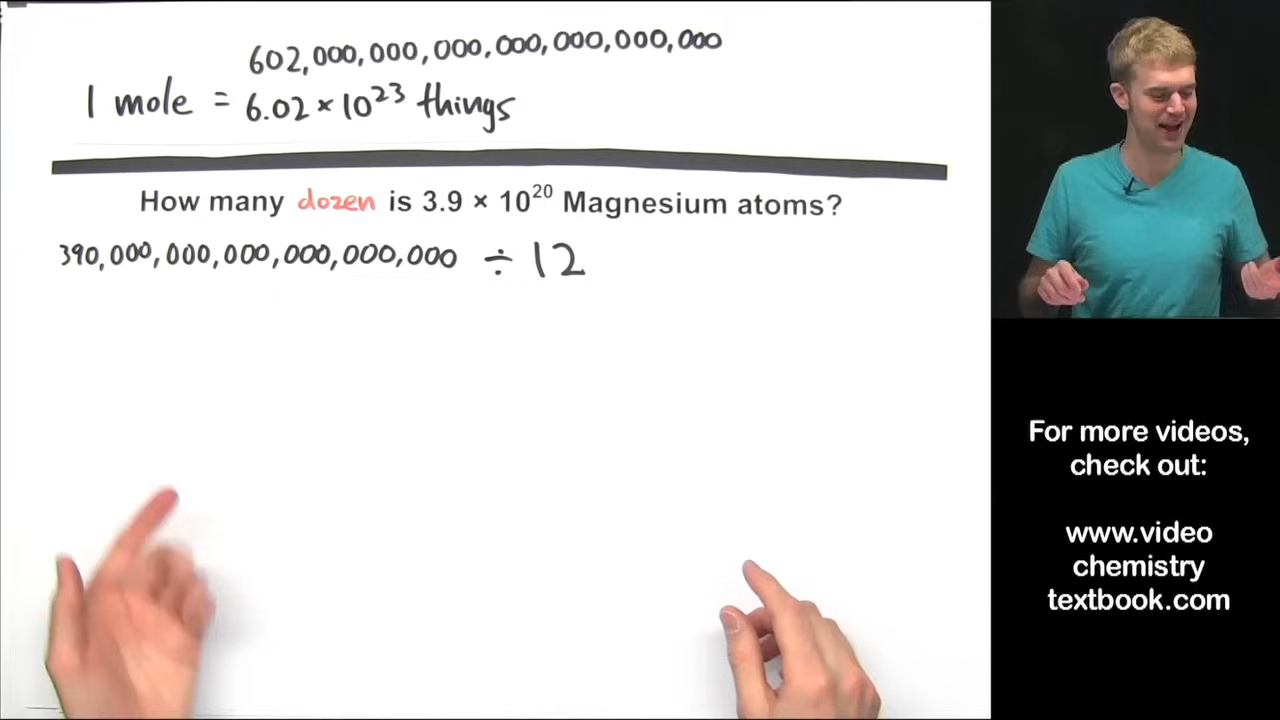 602,000,000,000,000,000,000,000
1 mole = 6.02 × 10²³ things
How many dozen is 3.9 × 10²⁰ Magnesium atoms?
390,000,000,000,000,000,000 ÷ 12
For more videos,
check out:
www.video
chemistry
textbook.com